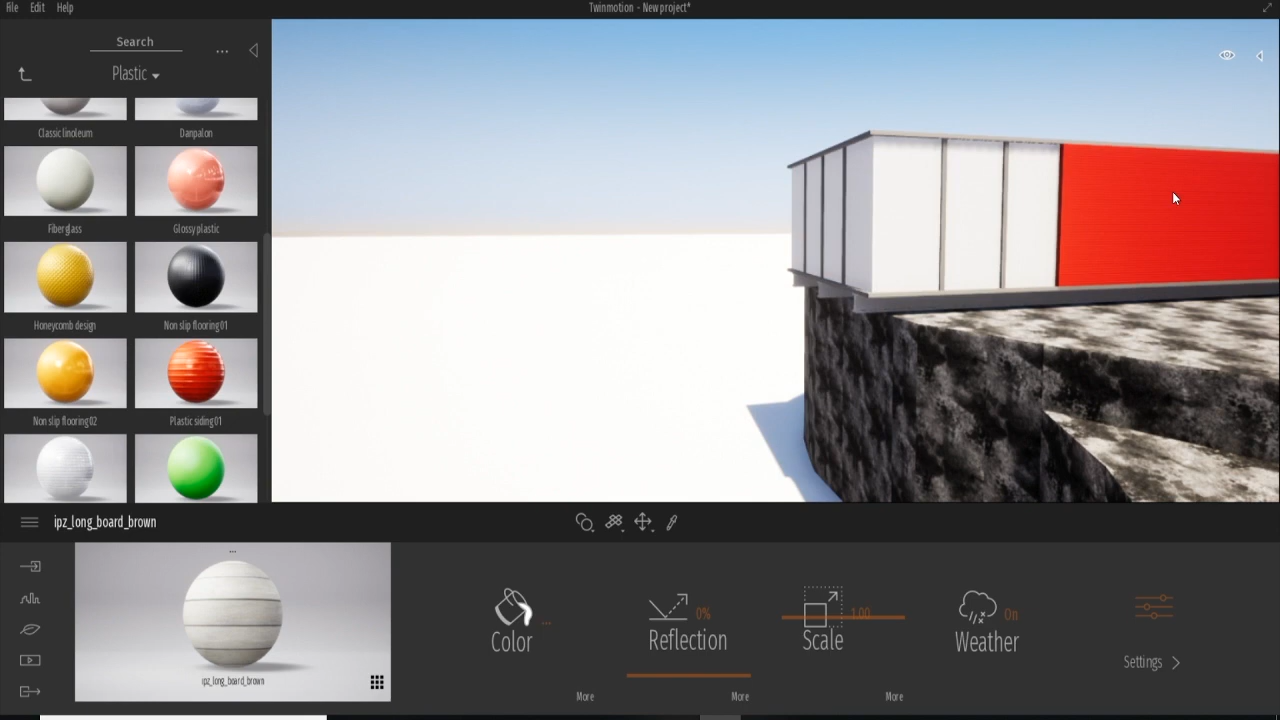 File Edit Help
Twinmotion - New project*
Search
...
Plastic
Classic linoleum
Danpalon
Fiberglass
Glossy plastic
Honeycomb design
Non slip flooring 01
Non slip flooring 02
Plastic siding 01
ipz_long_board_brown
...
ipz_long_board_brown
Color ...
More
0%
Reflection
More
1.00
Scale
More
On
Weather
Settings